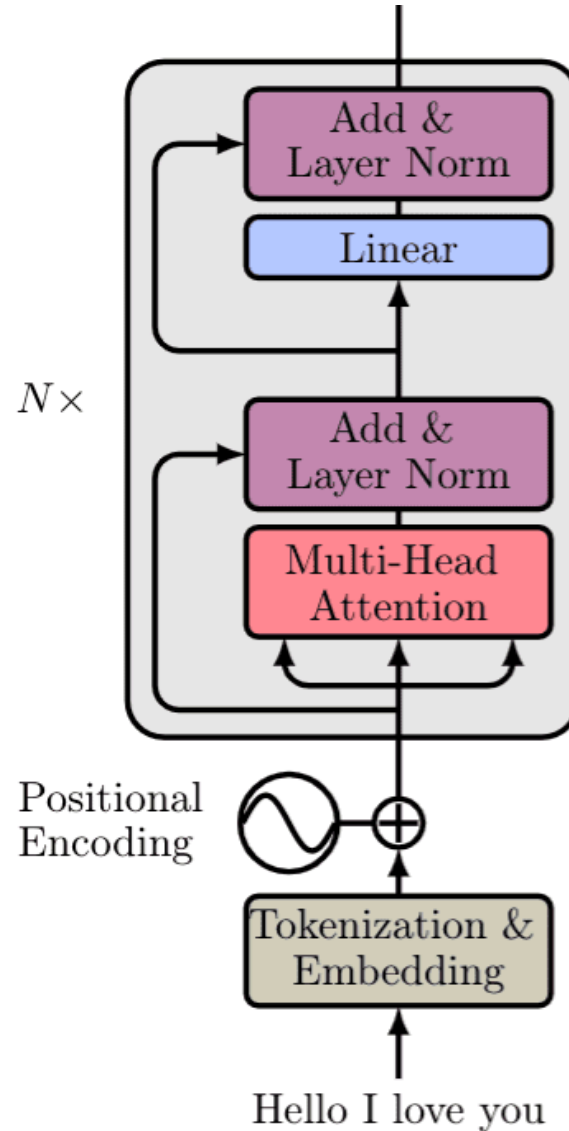 Add &
Layer Norm
Linear
N×
Add &
Layer Norm
Multi-Head
Attention
Positional
Encoding
Tokenization &
Embedding
Hello I love you